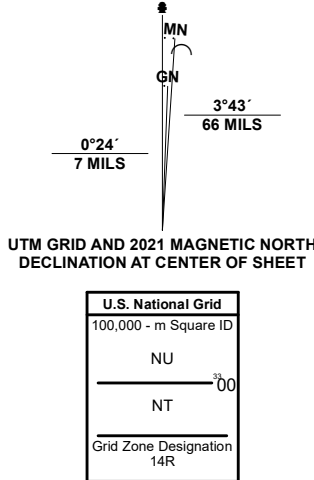 MN
GN
3°43´
66 MILS
0°24´
7 MILS
UTM GRID AND 2021 MAGNETIC NORTH
DECLINATION AT CENTER OF SHEET
U.S. National Grid
100,000 - m Square ID
NU
33 00
NT
Grid Zone Designation
14R